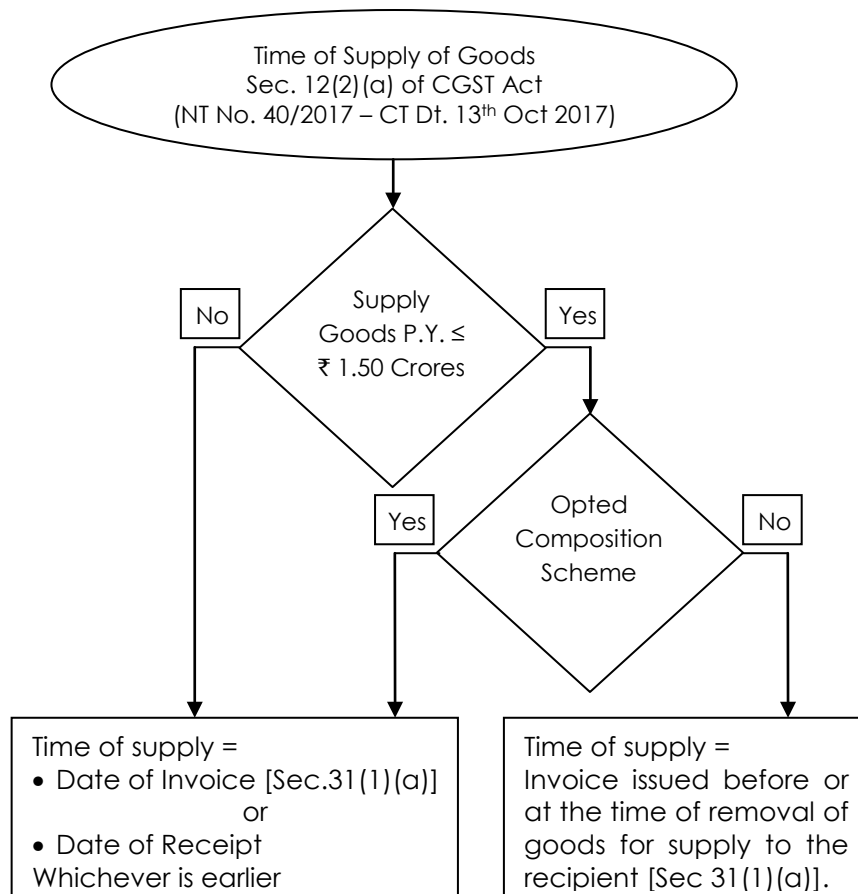 Time of Supply of Goods
Sec. 12(2)(a) of CGST Act
(NT No. 40/2017 – CT Dt. 13th Oct 2017)
No
Supply
Goods P.Y. ≤
₹ 1.50 Crores
Yes
Yes
Opted
Composition
Scheme
No
Time of supply =
• Date of Invoice [Sec.31(1)(a)]
or
• Date of Receipt
Whichever is earlier
Time of supply =
Invoice issued before or
at the time of removal of
goods for supply to the
recipient [Sec 31(1)(a)].